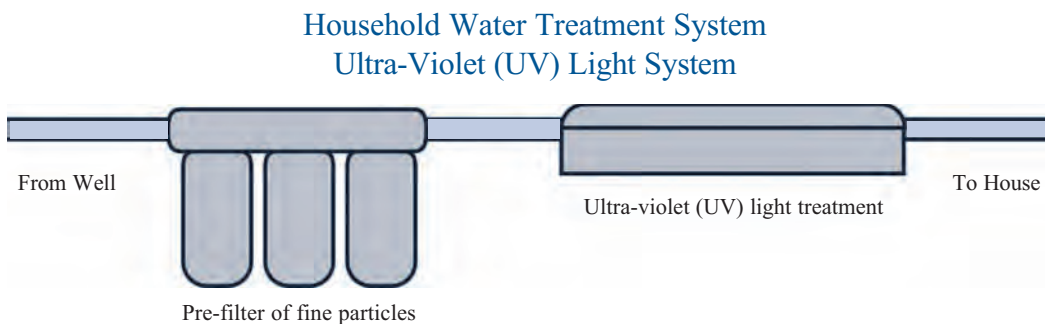 Household Water Treatment System
Ultra-Violet (UV) Light System
From Well
To House
Ultra-violet (UV) light treatment
Pre-filter of fine particles